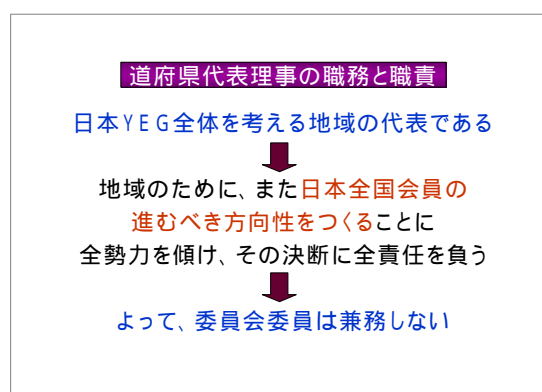 道府県代表理事の職務と職責
日本YEG全体を考える地域の代表である
地域のために、また日本全国会員の
進むべき方向性をつくることに
全勢力を傾け、その決断に全責任を負う
よって、委員会委員は兼務しない